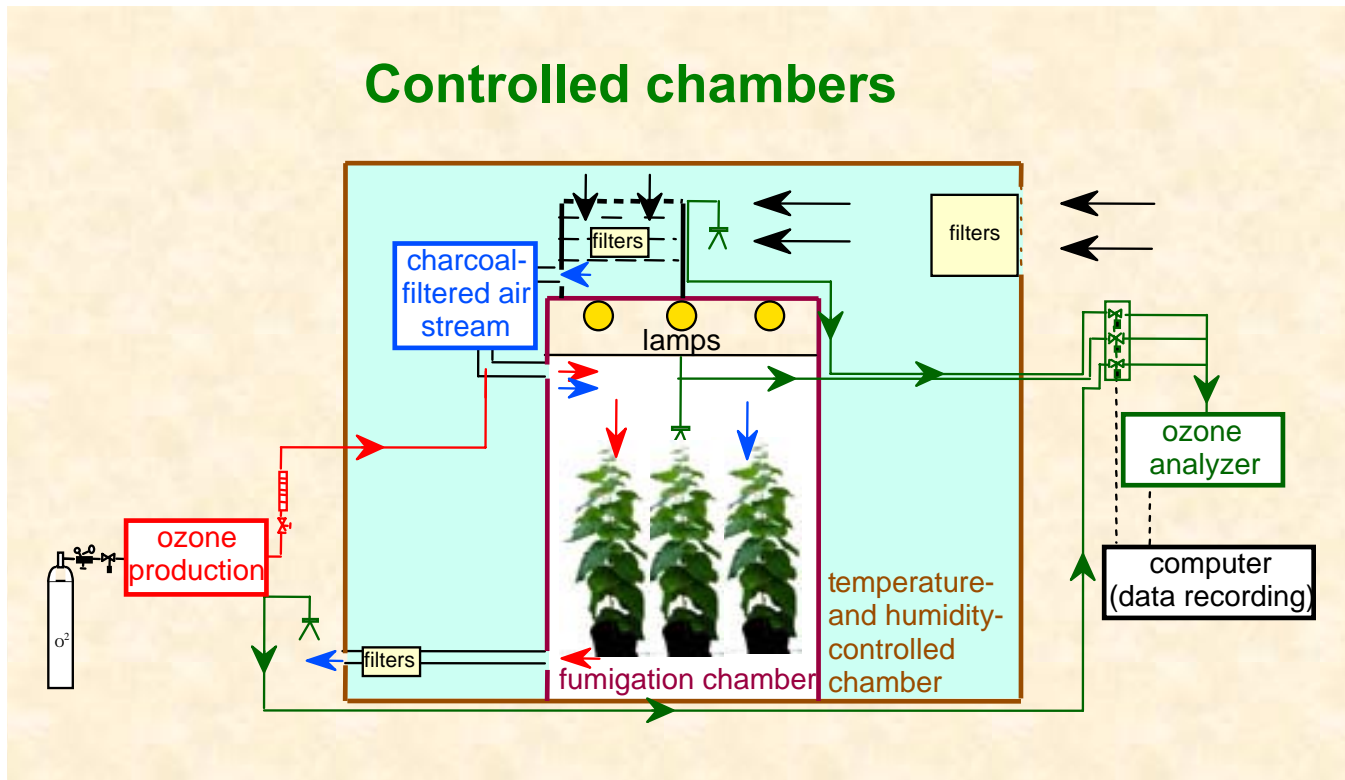 Controlled chambers
filters
filters
charcoal-
filtered air
stream
lamps
ozone
analyzer
ozone
production
computer
(data recording)
temperature-
and humidity-
controlled
chamber
O²
filters
fumigation chamber